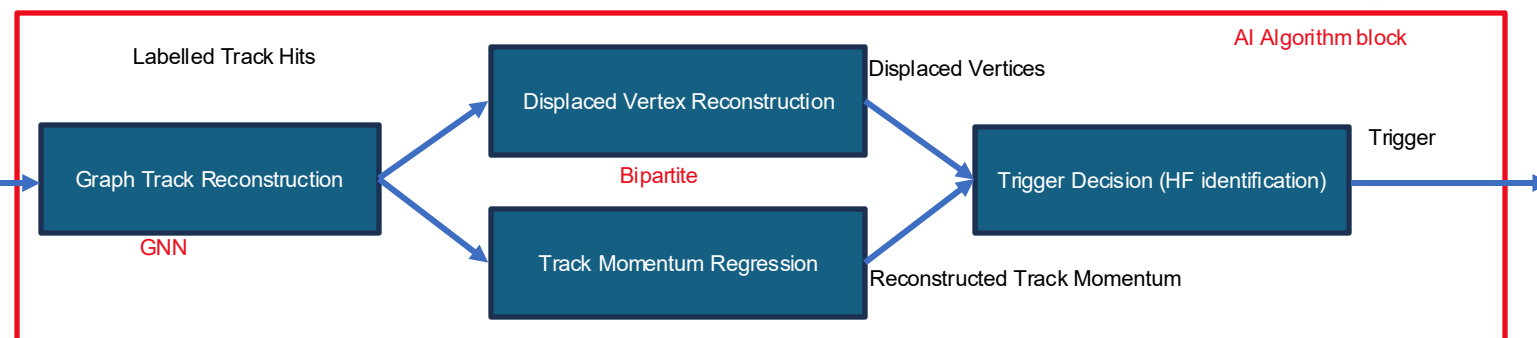 AI Algorithm block
Labelled Track Hits
Graph Track Reconstruction
GNN
Displaced Vertex Reconstruction
Bipartite
Displaced Vertices
Track Momentum Regression
Reconstructed Track Momentum
Trigger Decision (HF identification)
Trigger